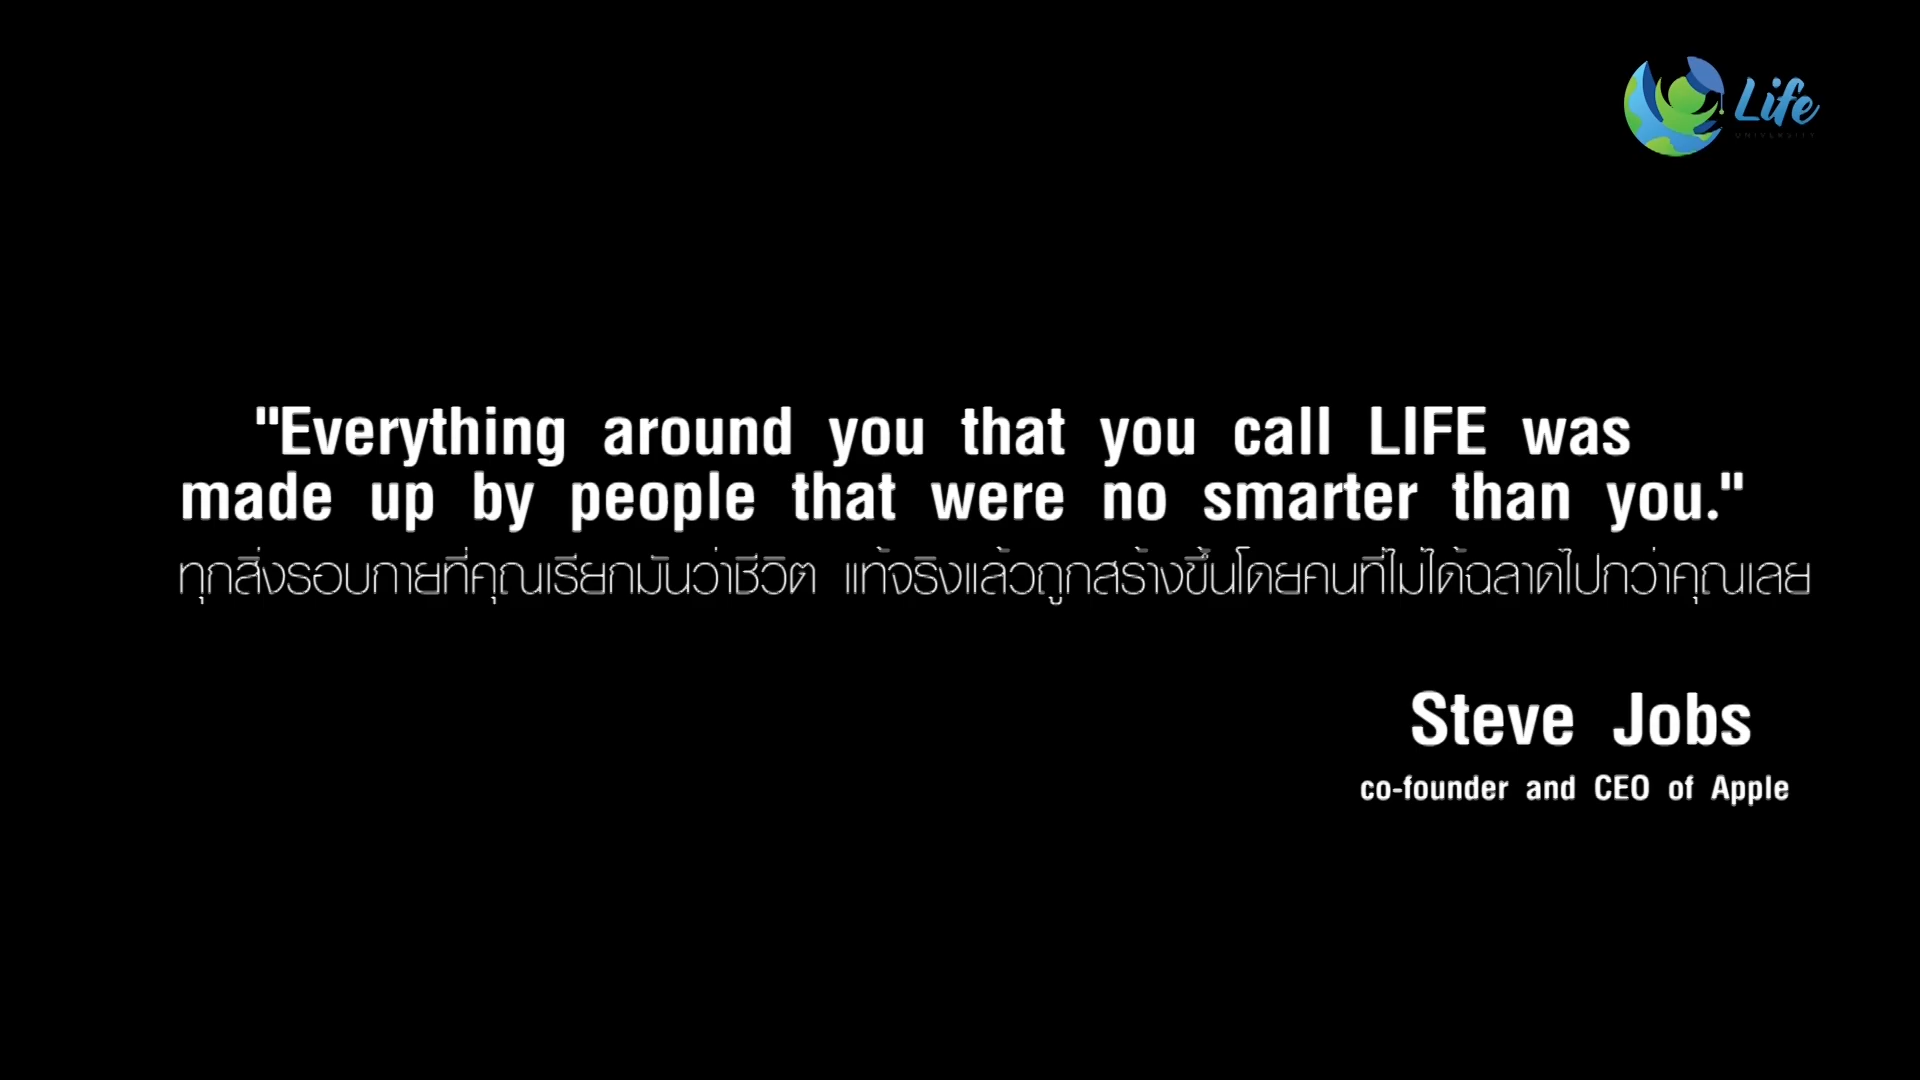 Life
UNIVERSITY
"Everything around you that you call LIFE was
made up by people that were no smarter than you."
ทุกสิ่งรอบกายที่คุณเรียกมันว่าชีวิต แท้จริงแล้วถูกสร้างขึ้นโดยคนที่ไม่ได้ฉลาดไปกว่าคุณเลย
Steve Jobs
co-founder and CEO of Apple